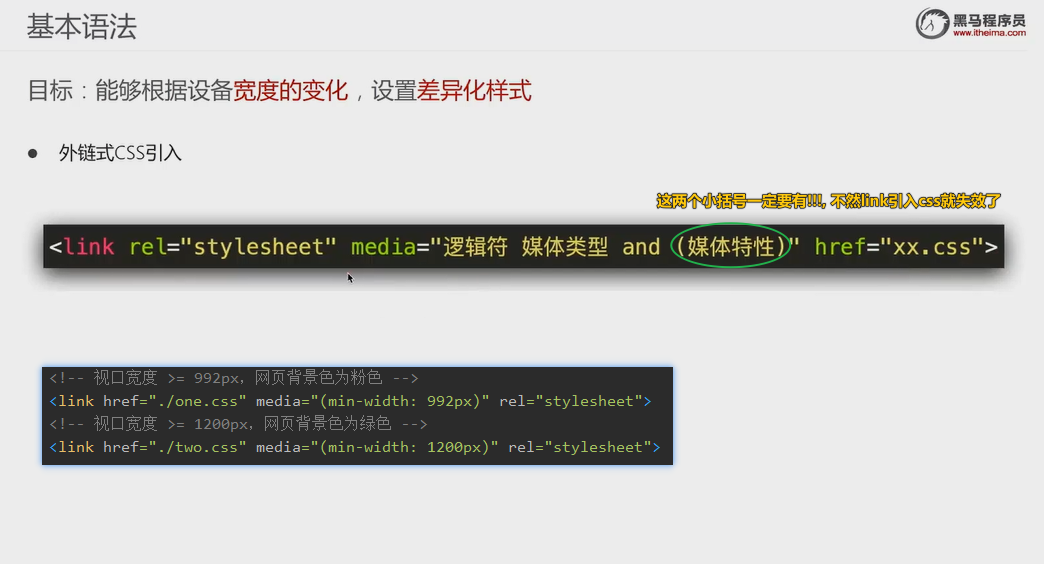 基本语法
黑马程序员
www.itheima.com
目标：能够根据设备宽度的变化，设置差异化样式
● 外链式CSS引入
这两个小括号一定要有!!!, 不然link引入css就失效了
<link rel="stylesheet" media="逻辑符 媒体类型 and (媒体特性)" href="xx.css">
<!-- 视口宽度 >= 992px，网页背景色为粉色 -->
<link href="./one.css" media="(min-width: 992px)" rel="stylesheet">
<!-- 视口宽度 >= 1200px，网页背景色为绿色 -->
<link href="./two.css" media="(min-width: 1200px)" rel="stylesheet">